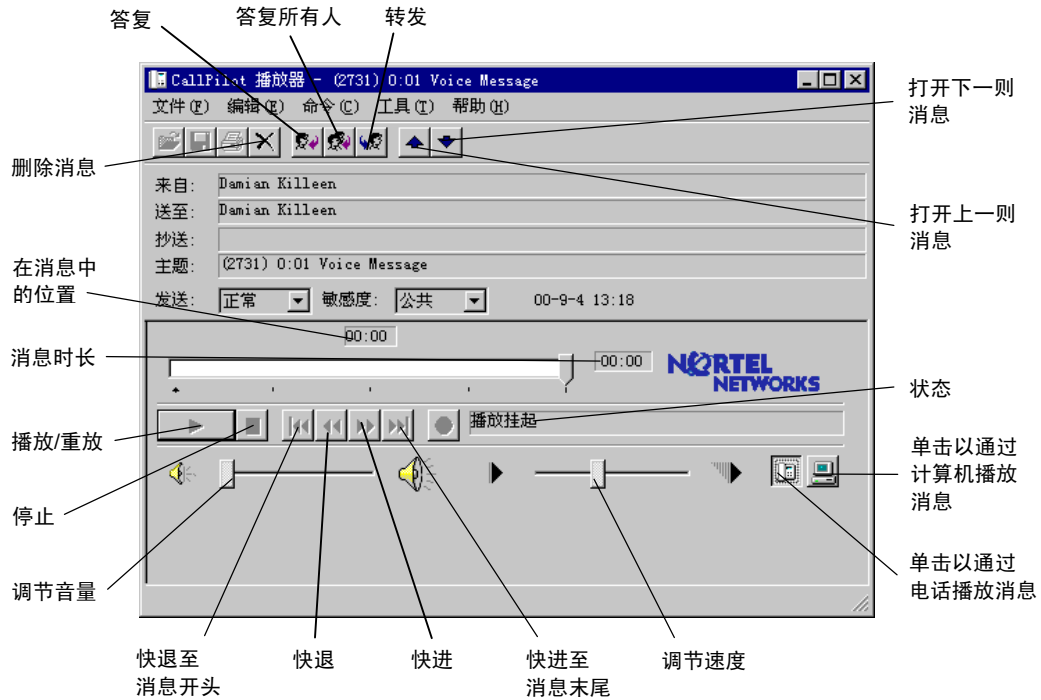 答复
答复所有人
转发
CallPilot 播放器 - (2731) 0:01 Voice Message
文件(F) 编辑(E) 命令(C) 工具(T) 帮助(H)
打开下一则
消息
删除消息
来自: Damian Killeen
送至: Damian Killeen
打开上一则
消息
抄送:
主题: (2731) 0:01 Voice Message
在消息中
的位置
发送: 正常 敏感度: 公共 00-9-4 13:18
00:00
消息时长
00:00
NORTEL
NETWORKS
状态
播放/重放
播放挂起
单击以通过
计算机播放
消息
停止
单击以通过
电话播放消息
调节音量
快退至
消息开头
快退
快进
快进至
消息末尾
调节速度